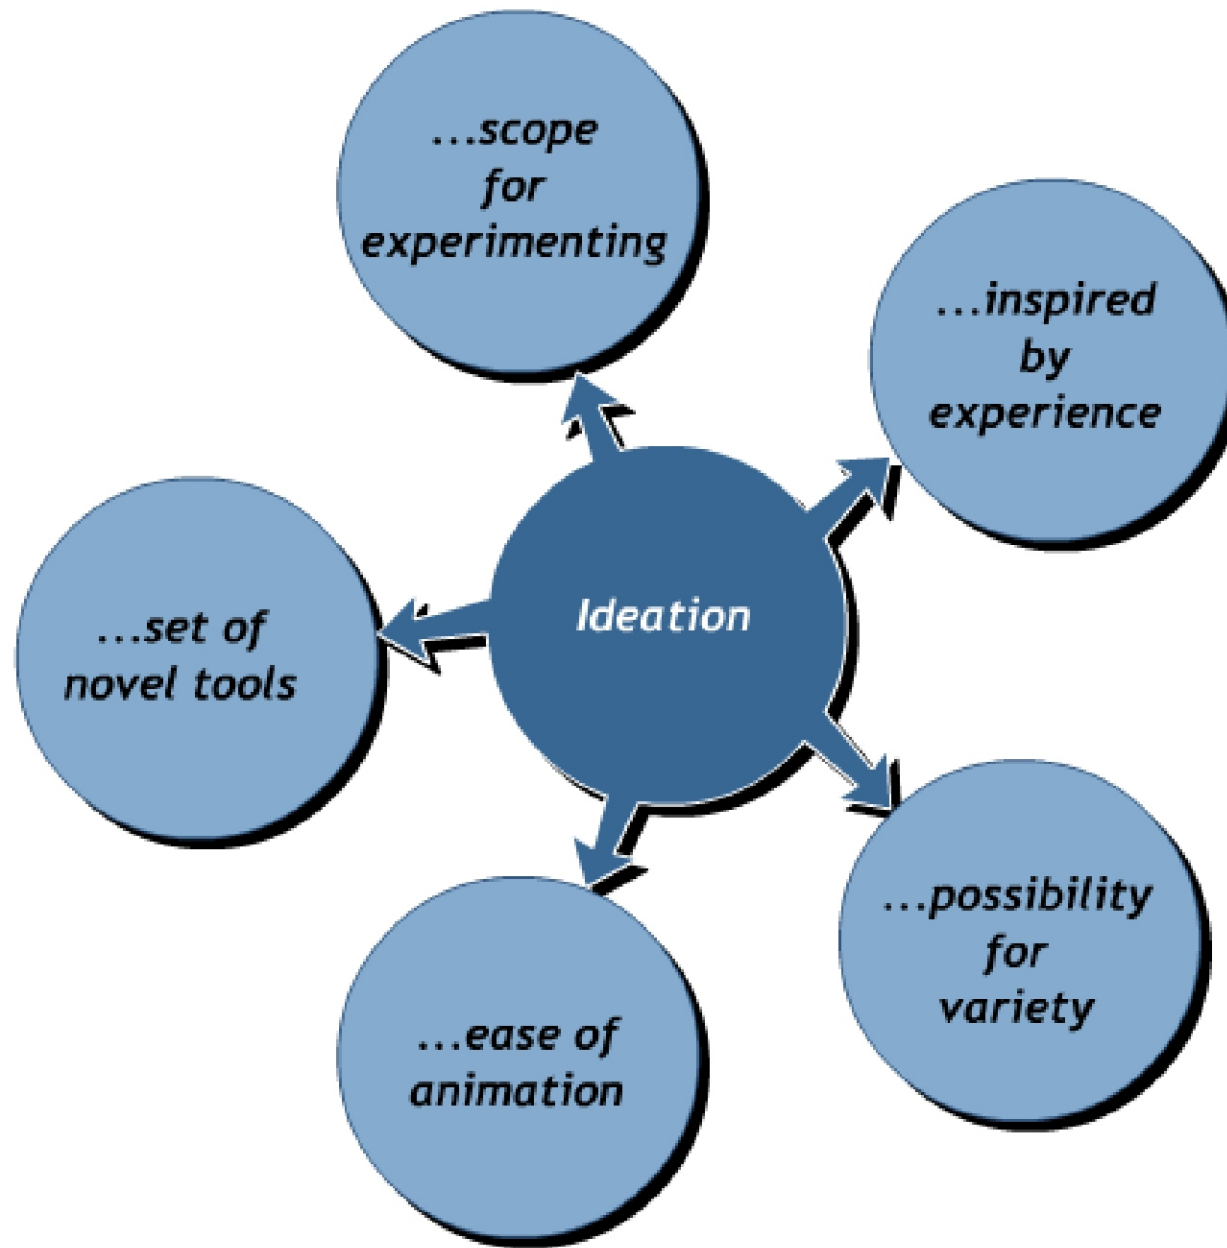 ...scope
for
experimenting
...inspired
by
experience
Ideation
...set of
novel tools
...possibility
for
variety
...ease of
animation